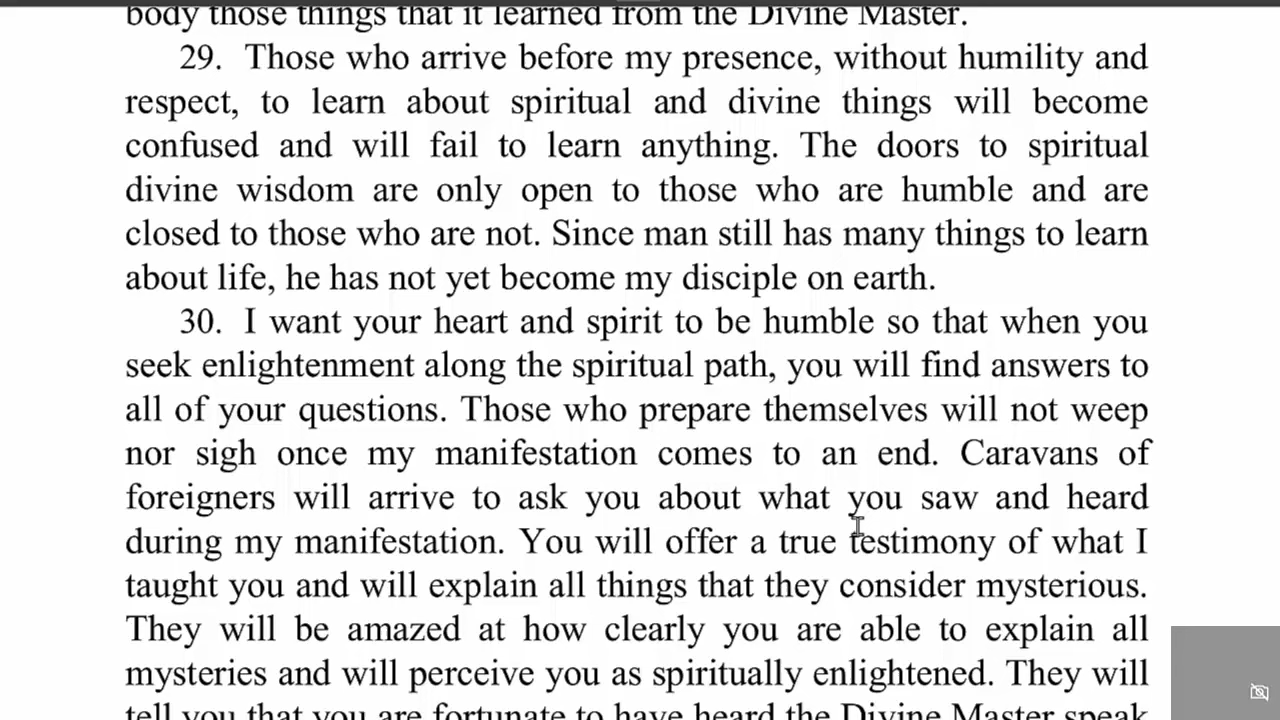 body those things that it learned from the Divine Master.
29. Those who arrive before my presence, without humility and
respect, to learn about spiritual and divine things will become
confused and will fail to learn anything. The doors to spiritual
divine wisdom are only open to those who are humble and are
closed to those who are not. Since man still has many things to learn
about life, he has not yet become my disciple on earth.
30. I want your heart and spirit to be humble so that when you
seek enlightenment along the spiritual path, you will find answers to
all of your questions. Those who prepare themselves will not weep
nor sigh once my manifestation comes to an end. Caravans of
foreigners will arrive to ask you about what you saw and heard
during my manifestation. You will offer a true testimony of what I
taught you and will explain all things that they consider mysterious.
They will be amazed at how clearly you are able to explain all
mysteries and will perceive you as spiritually enlightened. They will
tell you that you are fortunate to have heard the Divine Master speak